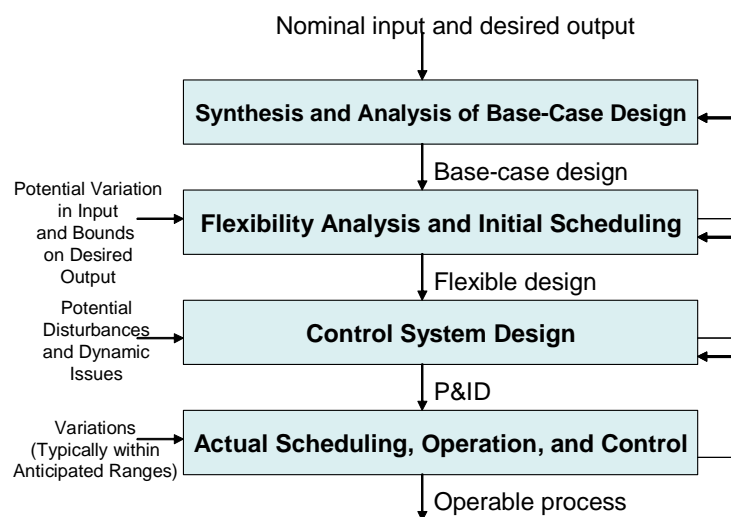 Nominal input and desired output
Synthesis and Analysis of Base-Case Design
Base-case design
Potential Variation
in Input
and Bounds
on Desired
Output
Flexibility Analysis and Initial Scheduling
Flexible design
Potential
Disturbances
and Dynamic
Issues
Control System Design
P&ID
Variations
(Typically within
Anticipated Ranges)
Actual Scheduling, Operation, and Control
Operable process